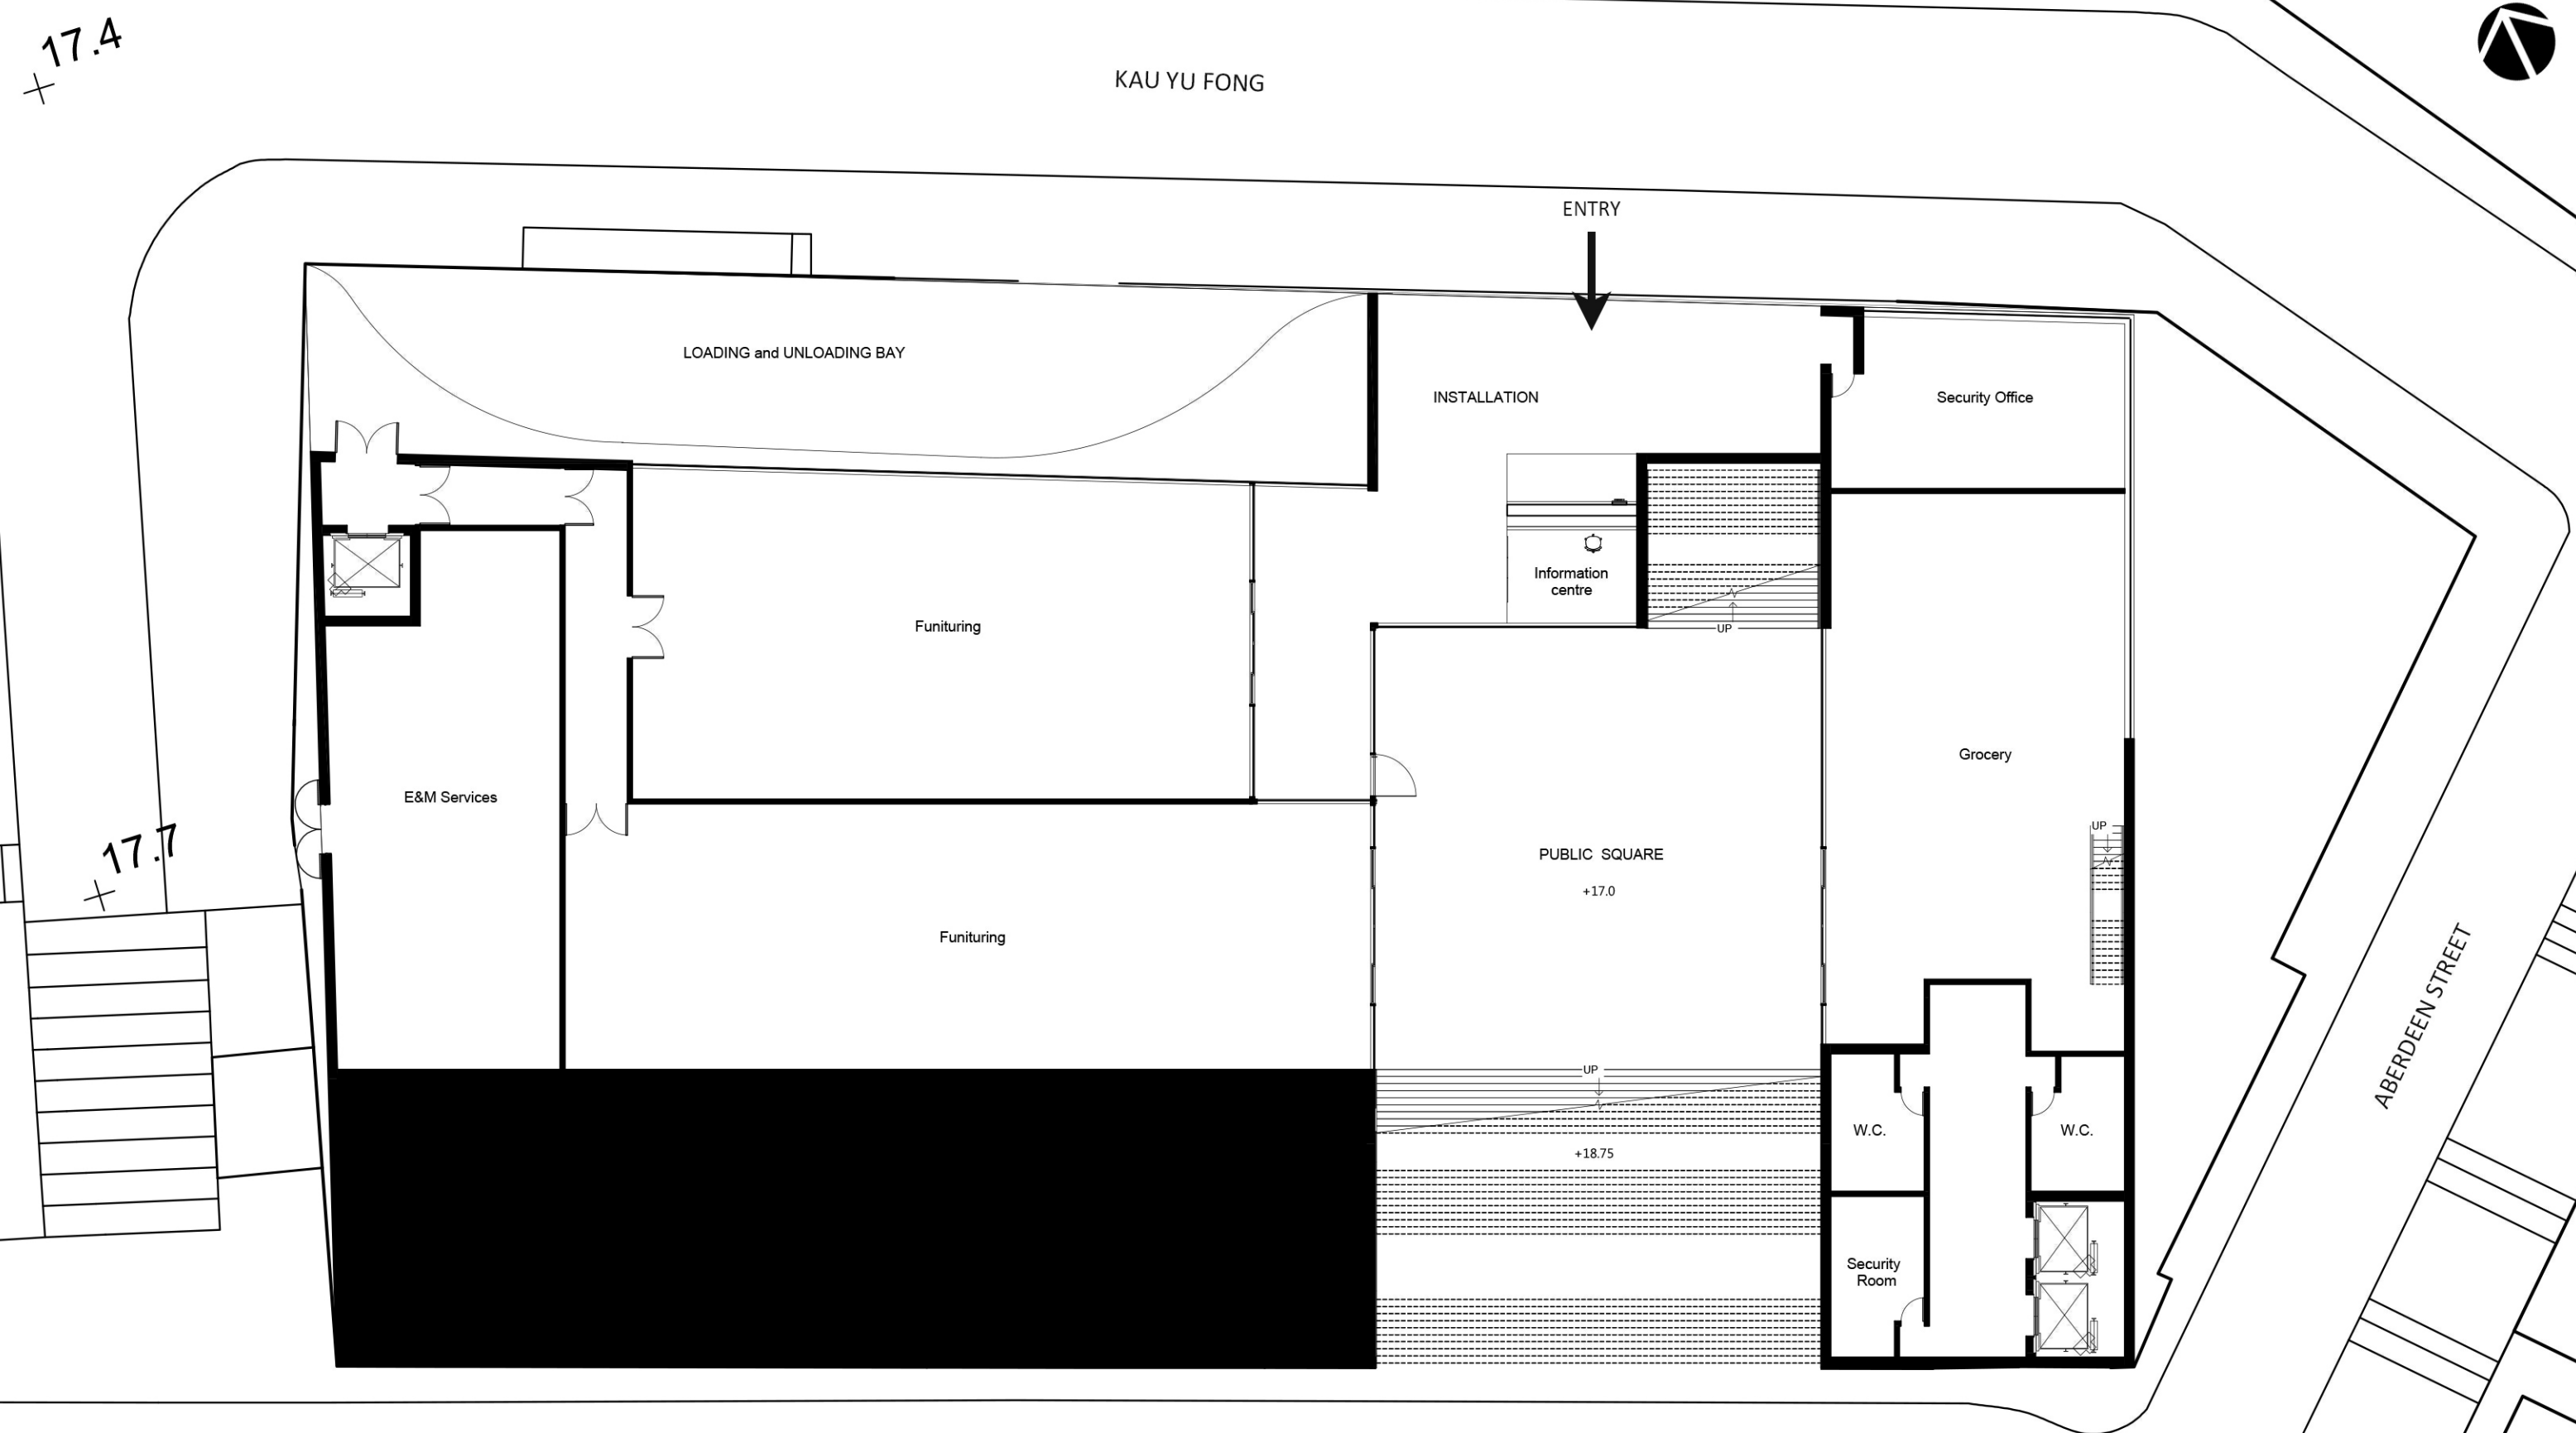 17.4
KAU YU FONG
ENTRY
LOADING and UNLOADING BAY
INSTALLATION
Security Office
Information
centre
Funituring
UP
Grocery
E&M Services
UP
17.7
PUBLIC SQUARE
+17.0
Funituring
ABERDEEN STREET
UP
W.C.
W.C.
+18.75
Security
Room